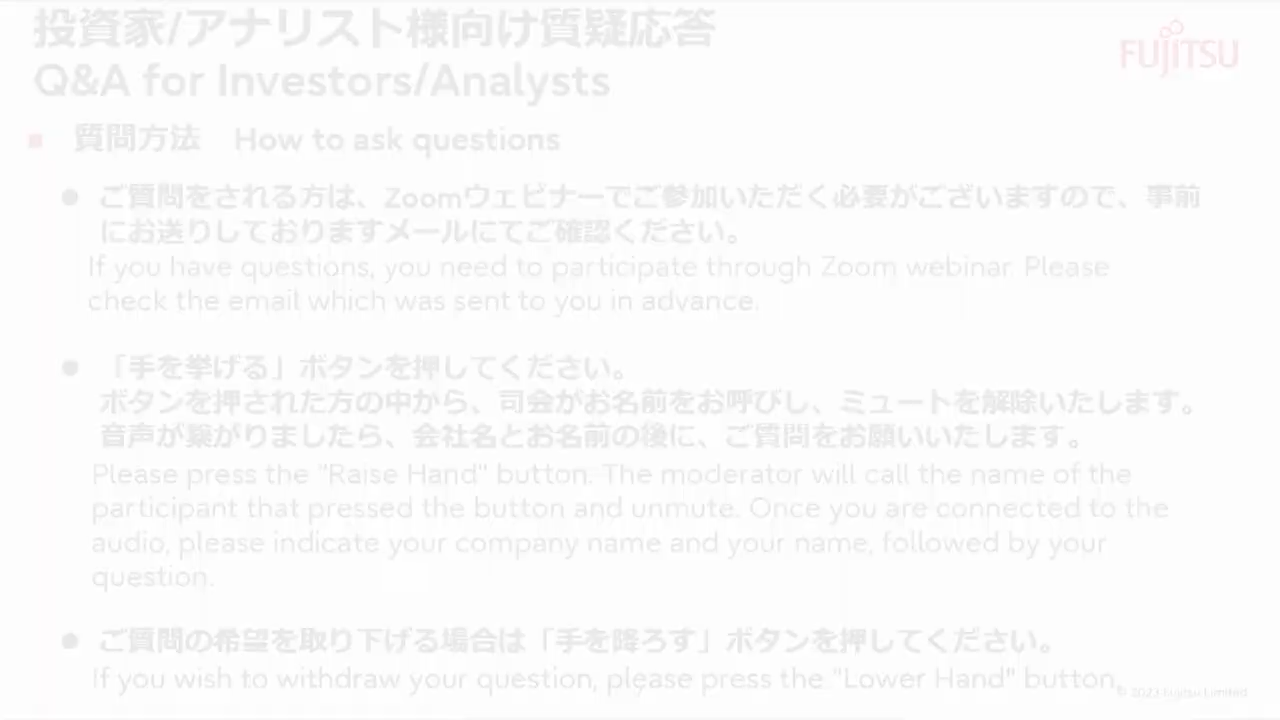 投資家/アナリスト様向け質疑応答
FUJITSU
Q&A for Investors/Analysts
質問方法 How to ask questions
ご質問をされる方は、Zoomウェビナーでご参加いただく必要がございますので、事前
にお送りしておりますメールにてご確認ください。
If you have questions, you need to participate through Zoom webinar. Please
check the email which was sent to you in advance.
「手を挙げる」ボタンを押してください。
ボタンを押された方の中から、司会がお名前をお呼びし、ミュートを解除いたします。
音声が繋がりましたら、会社名とお名前の後に、ご質問をお願いいたします。
Please press the "Raise Hand" button. The moderator will call the name of the
participant that pressed the button and unmute. Once you are connected to the
audio, please indicate your company name and your name, followed by your
question.
ご質問の希望を取り下げる場合は「手を降ろす」ボタンを押してください。
If you wish to withdraw your question, please press the "Lower Hand" button.
© 2023 Fujitsu Limited